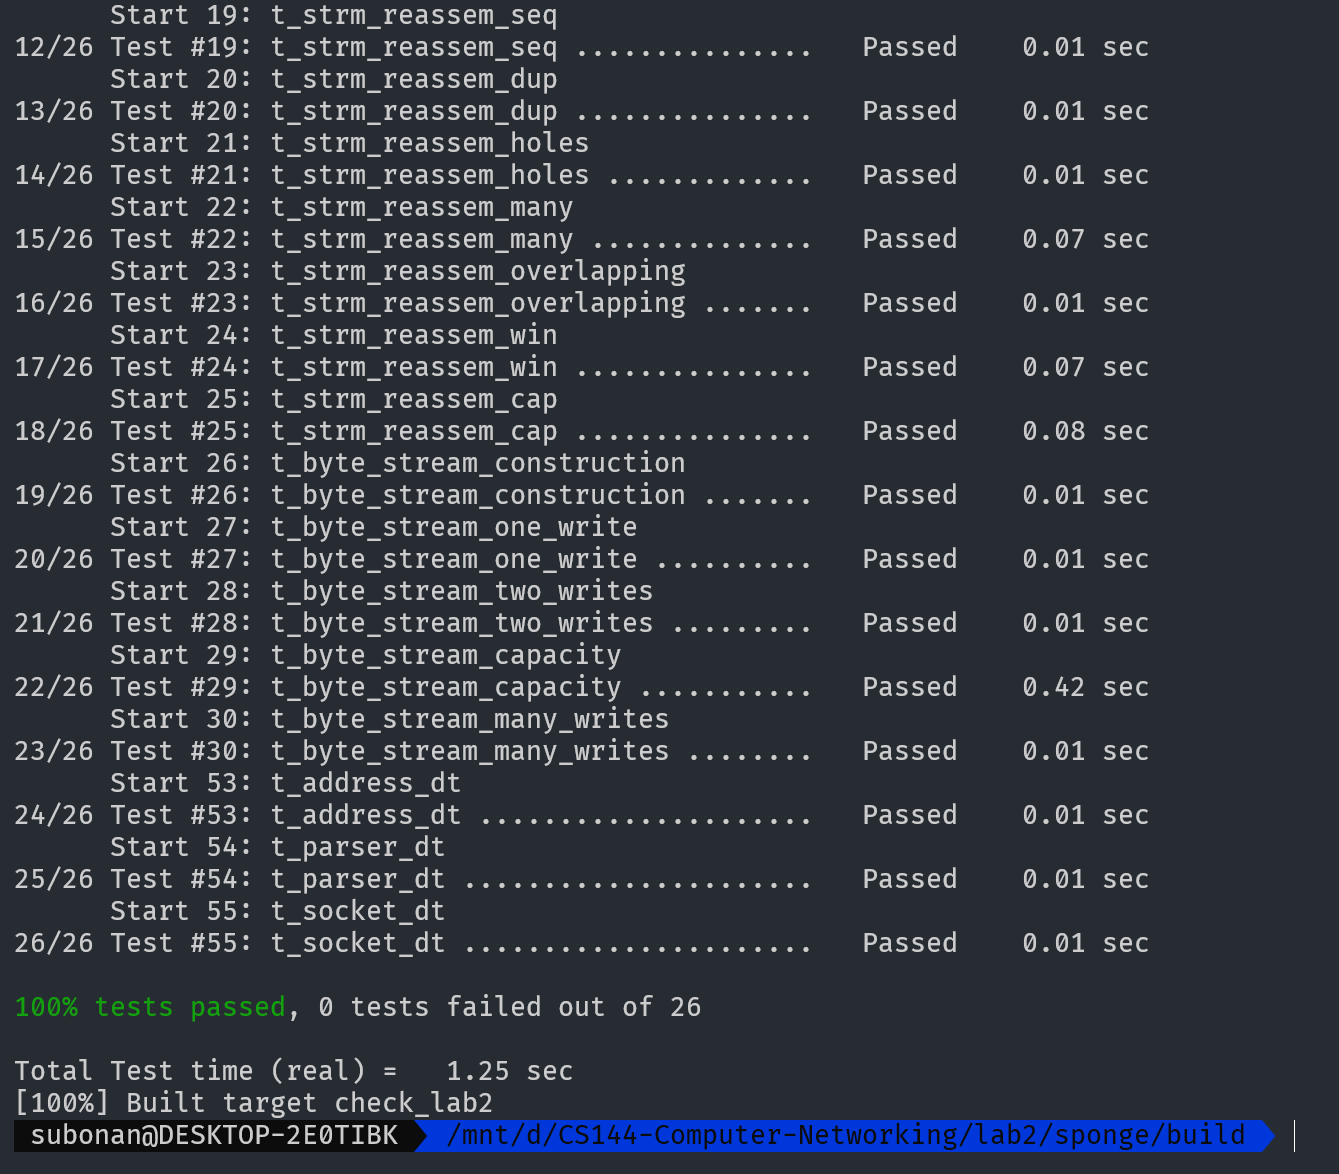 Start 19: t_strm_reassem_seq
12/26 Test #19: t_strm_reassem_seq ...............   Passed    0.01 sec
      Start 20: t_strm_reassem_dup
13/26 Test #20: t_strm_reassem_dup ...............   Passed    0.01 sec
      Start 21: t_strm_reassem_holes
14/26 Test #21: t_strm_reassem_holes .............   Passed    0.01 sec
      Start 22: t_strm_reassem_many
15/26 Test #22: t_strm_reassem_many ..............   Passed    0.07 sec
      Start 23: t_strm_reassem_overlapping
16/26 Test #23: t_strm_reassem_overlapping .......   Passed    0.01 sec
      Start 24: t_strm_reassem_win
17/26 Test #24: t_strm_reassem_win ...............   Passed    0.07 sec
      Start 25: t_strm_reassem_cap
18/26 Test #25: t_strm_reassem_cap ...............   Passed    0.08 sec
      Start 26: t_byte_stream_construction
19/26 Test #26: t_byte_stream_construction .......   Passed    0.01 sec
      Start 27: t_byte_stream_one_write
20/26 Test #27: t_byte_stream_one_write ..........   Passed    0.01 sec
      Start 28: t_byte_stream_two_writes
21/26 Test #28: t_byte_stream_two_writes .........   Passed    0.01 sec
      Start 29: t_byte_stream_capacity
22/26 Test #29: t_byte_stream_capacity ...........   Passed    0.42 sec
      Start 30: t_byte_stream_many_writes
23/26 Test #30: t_byte_stream_many_writes ........   Passed    0.01 sec
      Start 53: t_address_dt
24/26 Test #53: t_address_dt .....................   Passed    0.01 sec
      Start 54: t_parser_dt
25/26 Test #54: t_parser_dt ......................   Passed    0.01 sec
      Start 55: t_socket_dt
26/26 Test #55: t_socket_dt ......................   Passed    0.01 sec
100% tests passed, 0 tests failed out of 26
Total Test time (real) =   1.25 sec
[100%] Built target check_lab2
subonan@DESKTOP-2E0TIBK /mnt/d/CS144-Computer-Networking/lab2/sponge/build